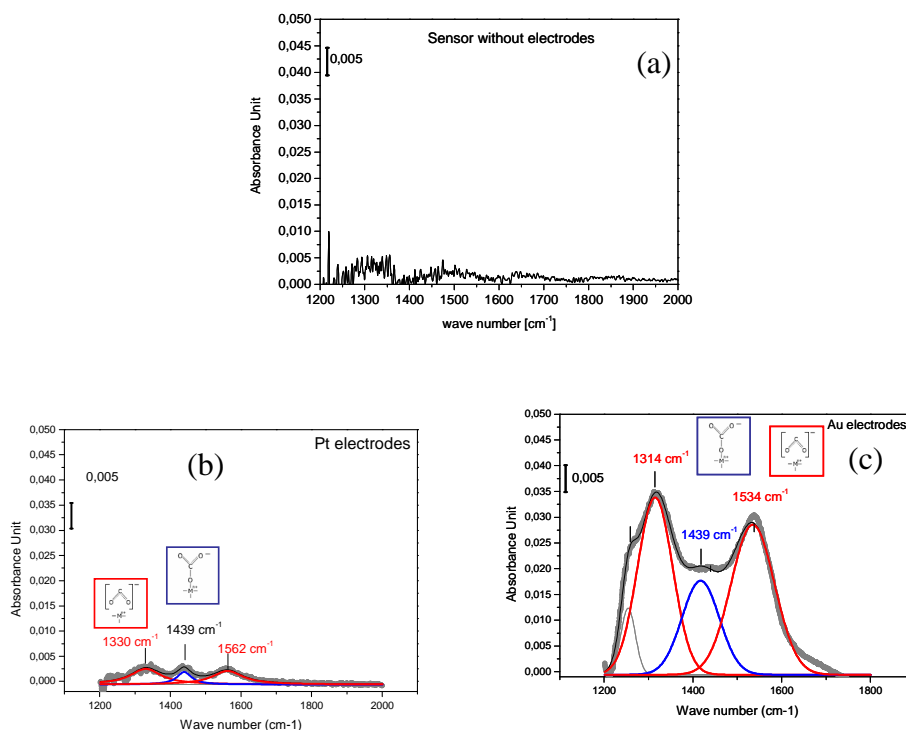 0,050
0,045
0,040
0,035
0,030
0,025
0,020
0,015
0,010
0,005
0,000
Absorbance Unit
0,005
Sensor without electrodes
(a)
1200 1300 1400 1500 1600 1700 1800 1900 2000
wave number [cm⁻¹]
0,050
0,045
0,040
0,035
0,030
0,025
0,020
0,015
0,010
0,005
0,000
Absorbance Unit
Pt electrodes
(b)
0,005
1330 cm⁻¹
1439 cm⁻¹
1562 cm⁻¹
1200 1400 1600 1800 2000
Wave number (cm-1)
0,050
0,045
0,040
0,035
0,030
0,025
0,020
0,015
0,010
0,005
0,000
Absorbance Unit
Au electrodes
(c)
0,005
1314 cm⁻¹
1439 cm⁻¹
1534 cm⁻¹
1200 1400 1600 1800
Wave number (cm-1)